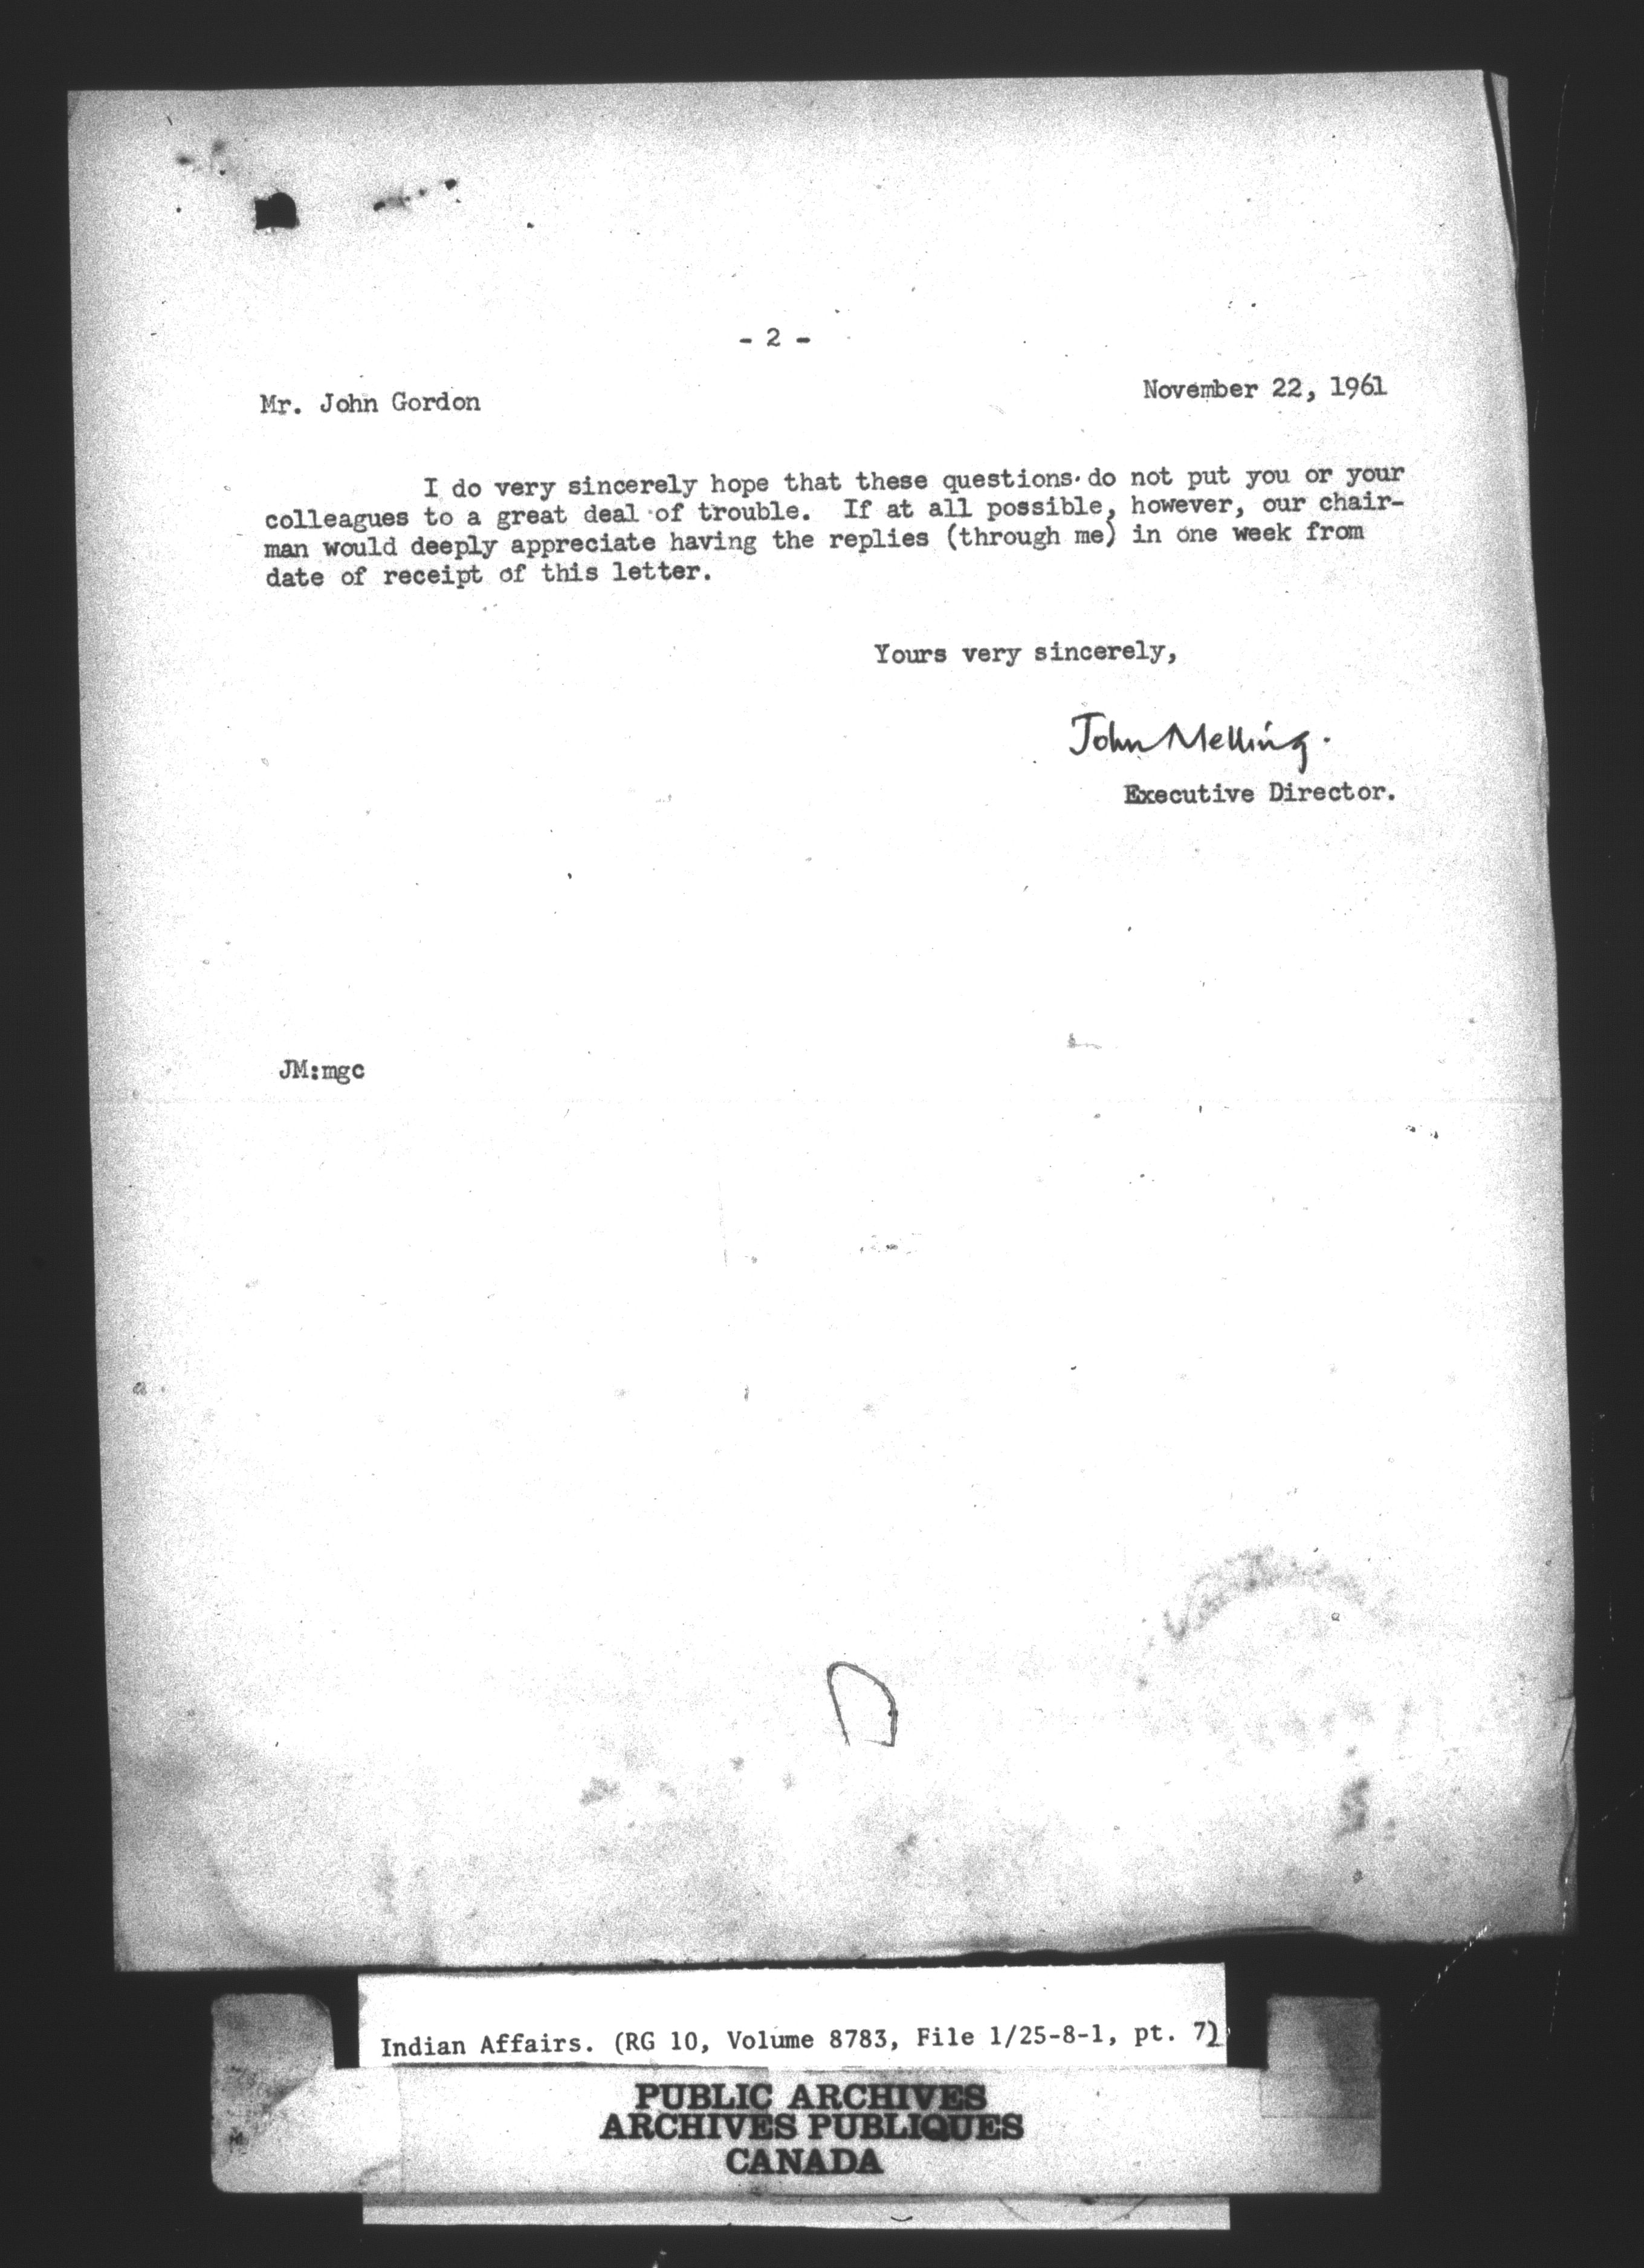 - 2 -
Mr. John Gordon
November 22, 1961
I do very sincerely hope that these questions do not put you or your
colleagues to a great deal of trouble. If at all possible, however, our chair-
man would deeply appreciate having the replies (through me) in one week from
date of receipt of this letter.
Yours very sincerely,
John Melling.
Executive Director.
JM:mgc
Indian Affairs. (RG 10, Volume 8783, File 1/25-8-1, pt. 7)
PUBLIC ARCHIVES
ARCHIVES PUBLIQUES
CANADA